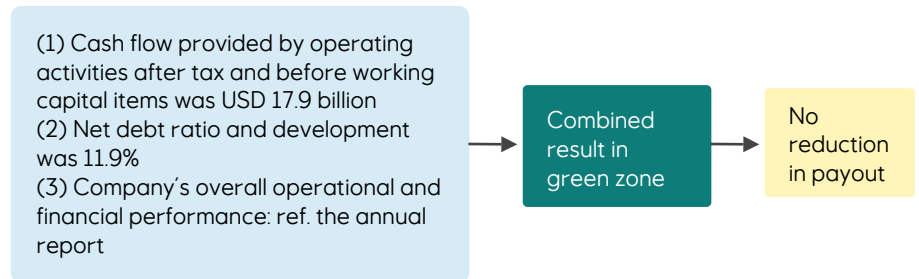 (1) Cash flow provided by operating
activities after tax and before working
capital items was USD 17.9 billion
(2) Net debt ratio and development
was 11.9%
(3) Company´s overall operational and
financial performance: ref. the annual
report
Combined
result in
green zone
No
reduction
in payout